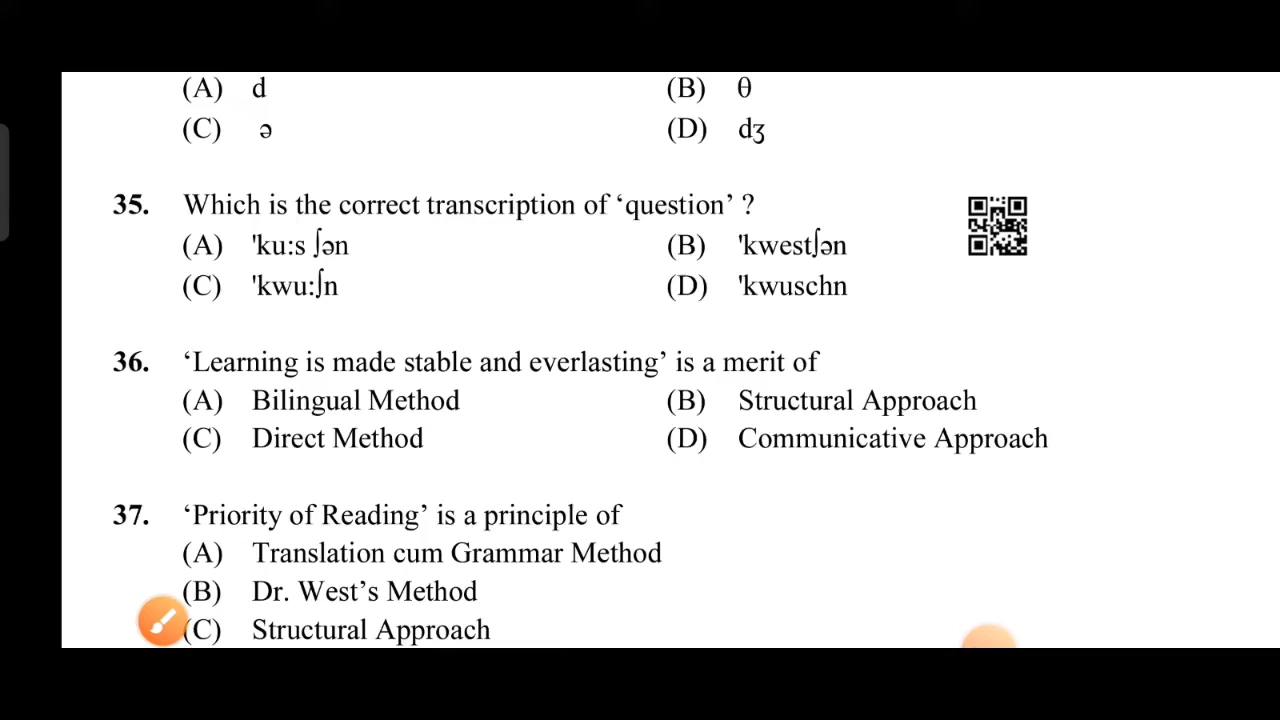 (A) d (B) θ
(C) ə (D) dʒ
35. Which is the correct transcription of ‘question’ ?
(A) 'ku:s ʃən (B) 'kwestʃən
(C) 'kwu:ʃn (D) 'kwuschn
36. ‘Learning is made stable and everlasting’ is a merit of
(A) Bilingual Method (B) Structural Approach
(C) Direct Method (D) Communicative Approach
37. ‘Priority of Reading’ is a principle of
(A) Translation cum Grammar Method
(B) Dr. West’s Method
(C) Structural Approach